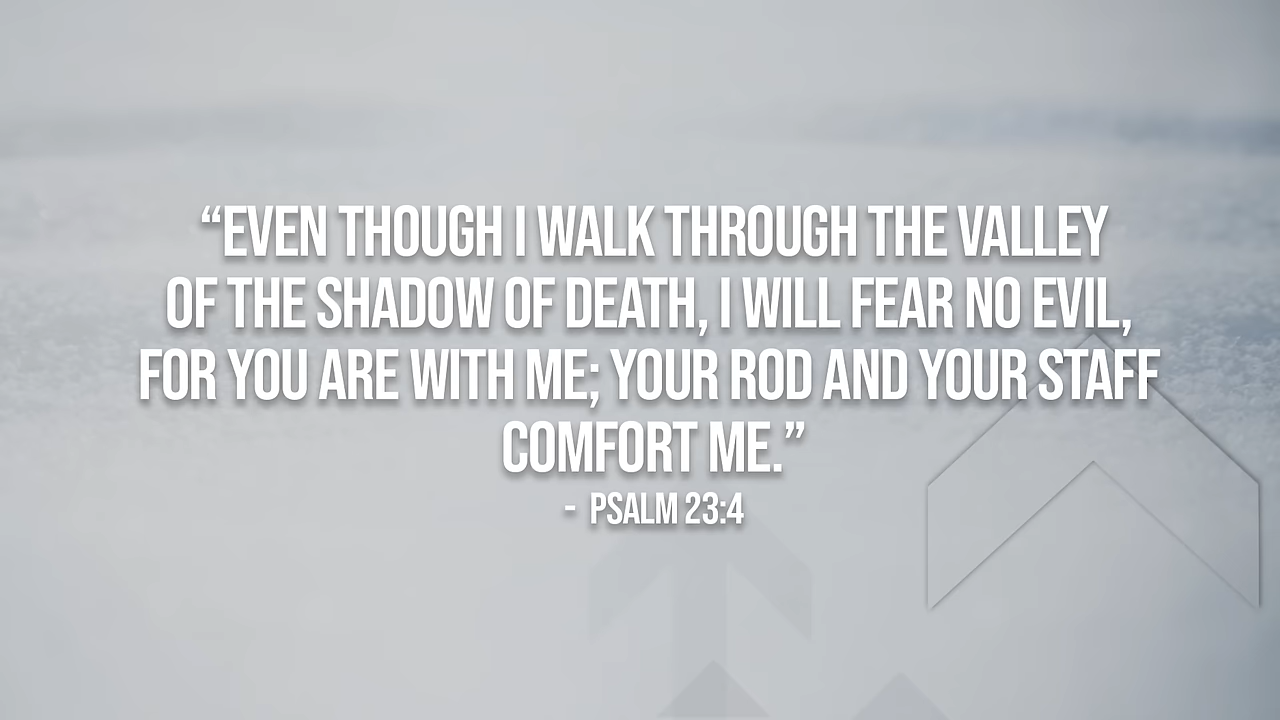 “EVEN THOUGH I WALK THROUGH THE VALLEY
OF THE SHADOW OF DEATH, I WILL FEAR NO EVIL,
FOR YOU ARE WITH ME; YOUR ROD AND YOUR STAFF
COMFORT ME.”
- PSALM 23:4